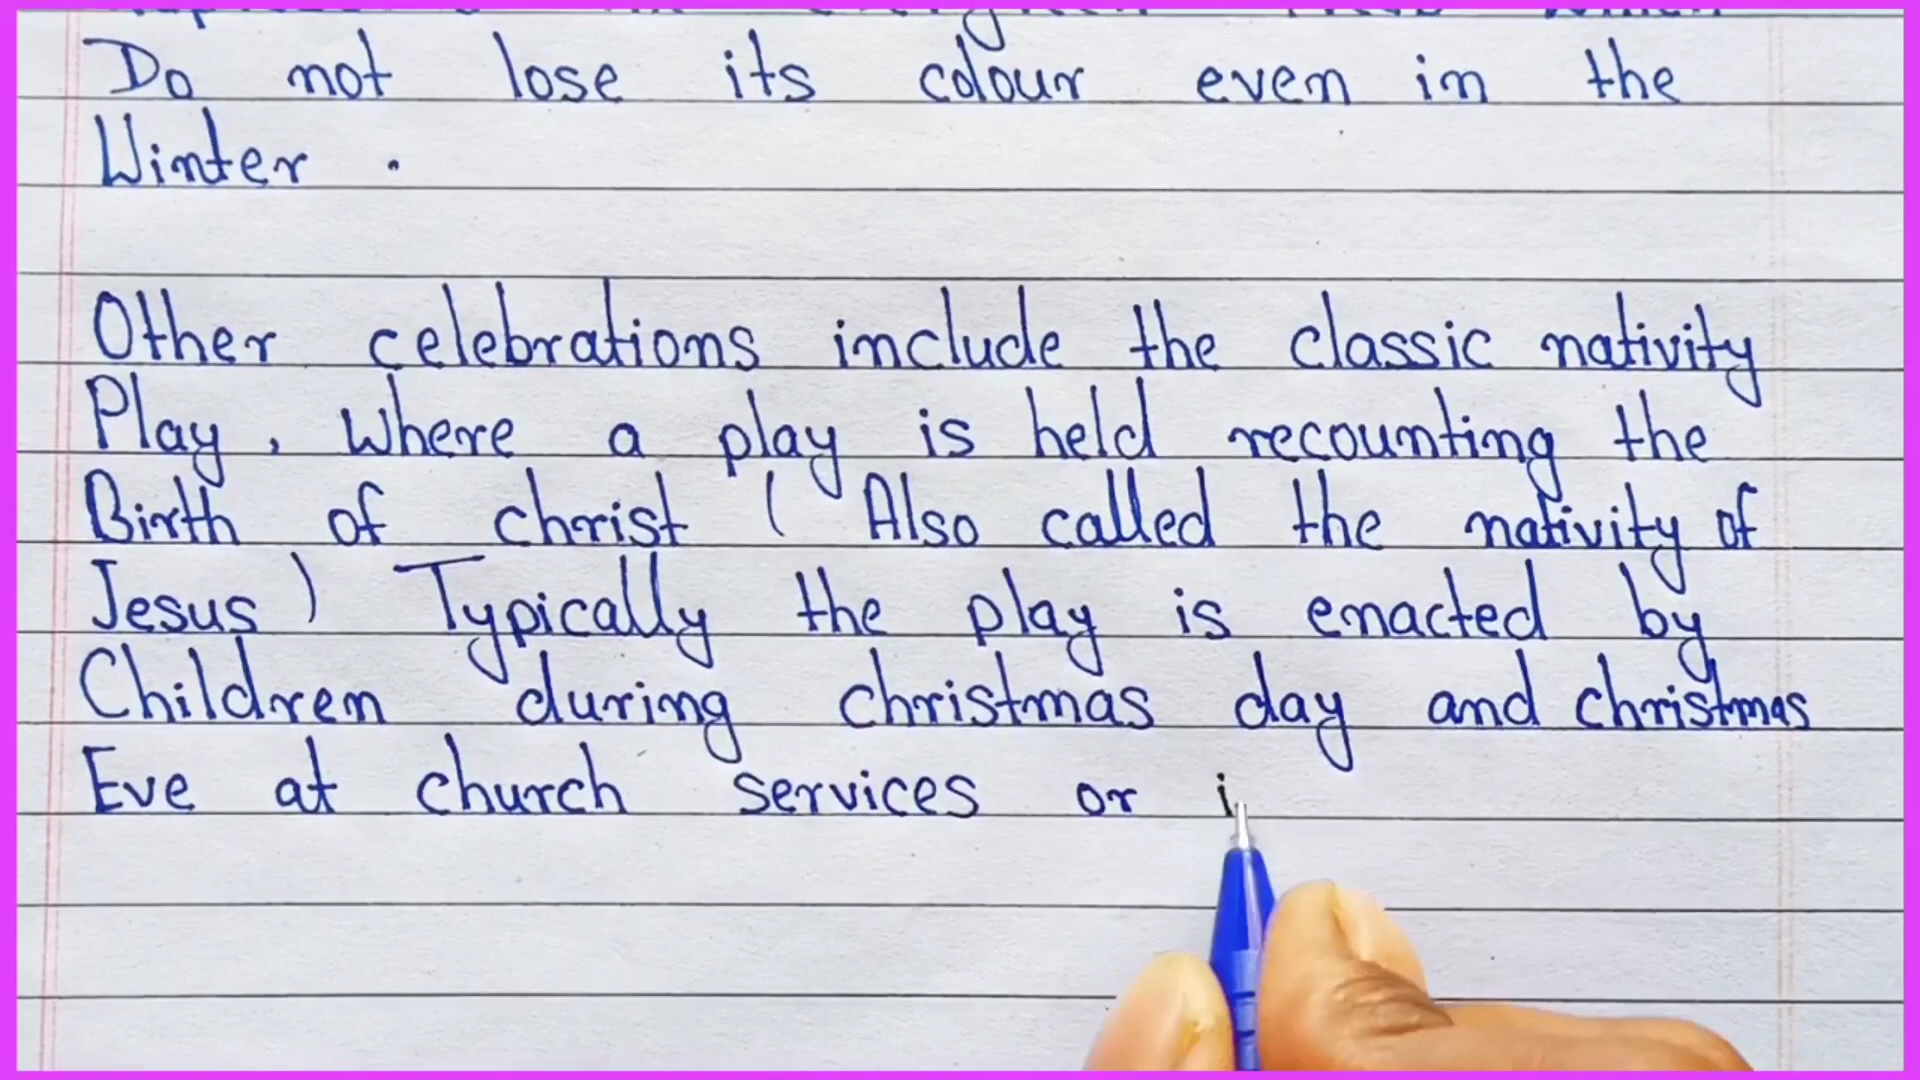 Do not lose its colour even in the
Winter .
Other celebrations include the classic nativity
Play , Where a play is held recounting the
Birth of christ ( Also called the nativity of
Jesus ) Typically the play is enacted by
Children during christmas day and christmas
Eve at church services or i